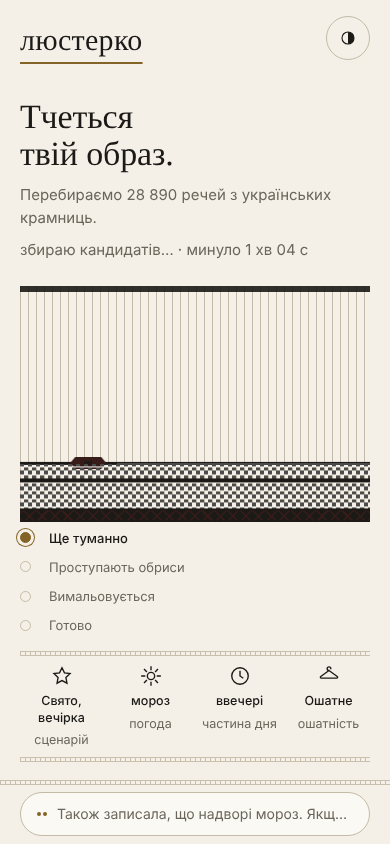 люстерко
Тчеться
твій образ.
Перебираємо 28 890 речей з українських
крамниць.
збираю кандидатів... · минуло 1 хв 04 с
Ще туманно
Проступають обриси
Вимальовується
Готово
Свято,
вечірка
сценарій
мороз
погода
ввечері
частина дня
Ошатне
ошатність
Також записала, що надворі мороз. Якщ...